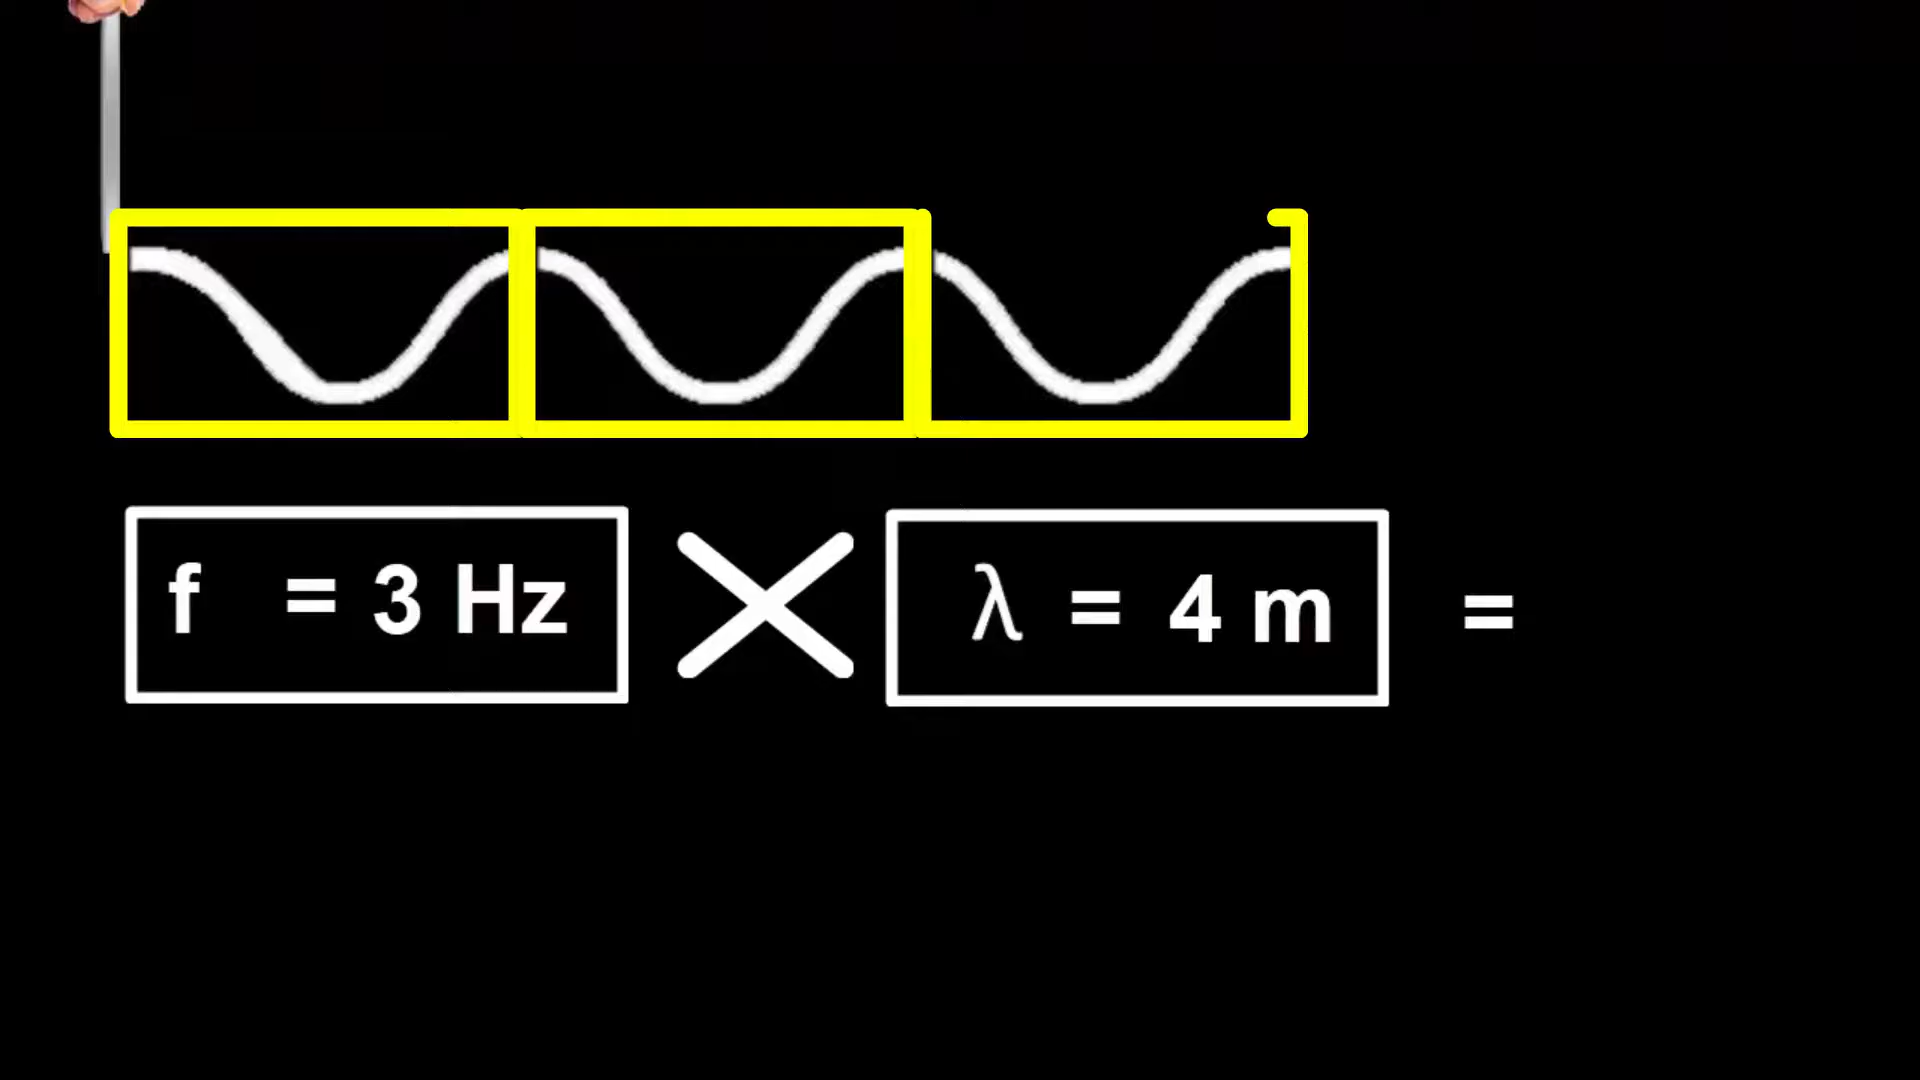 f = 3 Hz × λ = 4 m =